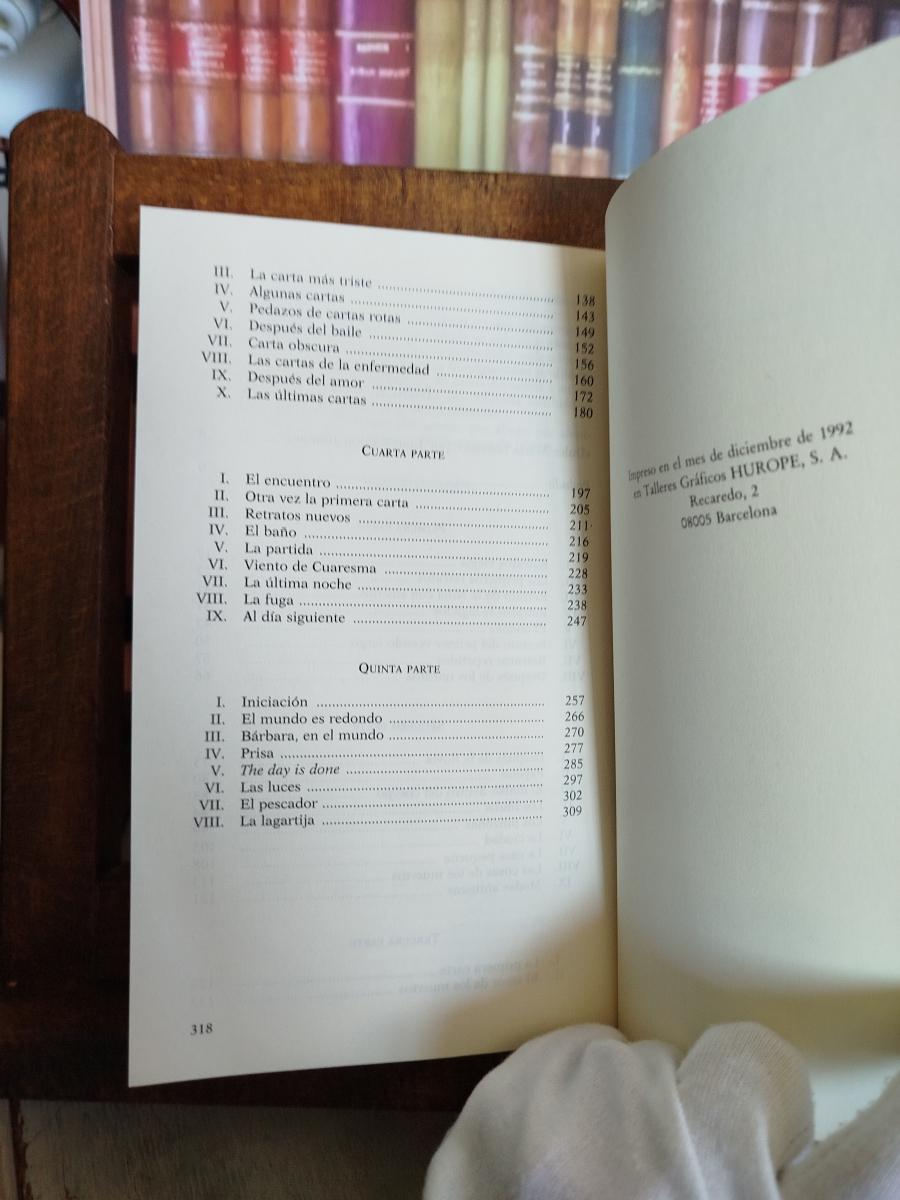 III. La carta más triste ........ 138
IV. Algunas cartas ........ 143
V. Pedazos de cartas rotas ........ 149
VI. Después del baile ........ 152
VII. Carta obscura ........ 156
VIII. Las cartas de la enfermedad ........ 160
IX. Después del amor ........ 172
X. Las últimas cartas ........ 180
CUARTA PARTE
I. El encuentro ........ 197
II. Otra vez la primera carta ........ 205
III. Retratos nuevos ........ 211
IV. El baño ........ 216
V. La partida ........ 219
VI. Viento de Cuaresma ........ 228
VII. La última noche ........ 233
VIII. La fuga ........ 238
IX. Al día siguiente ........ 247
QUINTA PARTE
I. Iniciación ........ 257
II. El mundo es redondo ........ 266
III. Bárbara, en el mundo ........ 270
IV. Prisa ........ 277
V. The day is done ........ 285
VI. Las luces ........ 297
VII. El pescador ........ 302
VIII. La lagartija ........ 309
318
Impreso en el mes de diciembre de 1992
en Talleres Gráficos HUROPE, S. A.
Recaredo, 2
08005 Barcelona